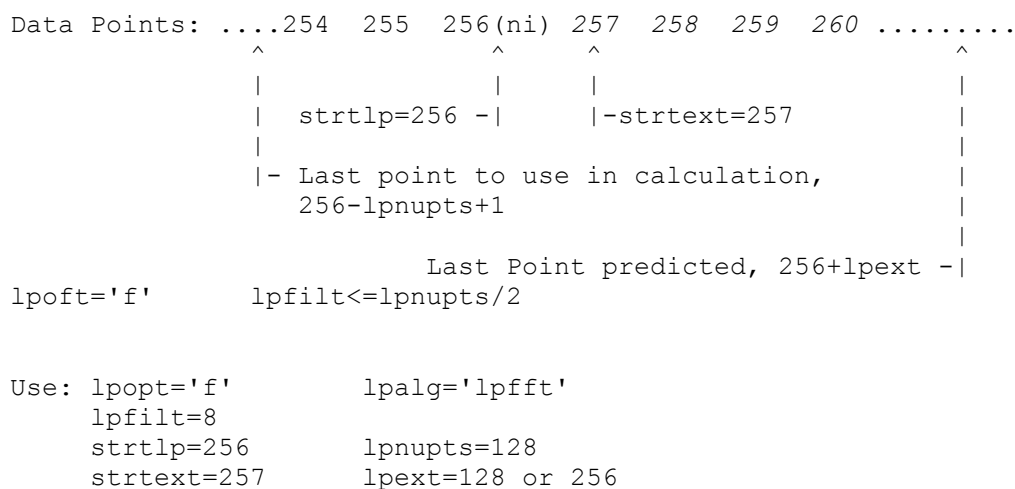 Data Points: ....254  255  256(ni) 257  258  259  260 .........
^ ^ ^ ^
| | | |
| strtlp=256 -| |-strtext=257 |
| |
|- Last point to use in calculation, |
256-lpnupts+1 |
|
Last Point predicted, 256+lpext -|
lpoft='f' lpfilt<=lpnupts/2
Use: lpopt='f' lpalg='lpfft'
lpfilt=8
strtlp=256 lpnupts=128
strtext=257 lpext=128 or 256